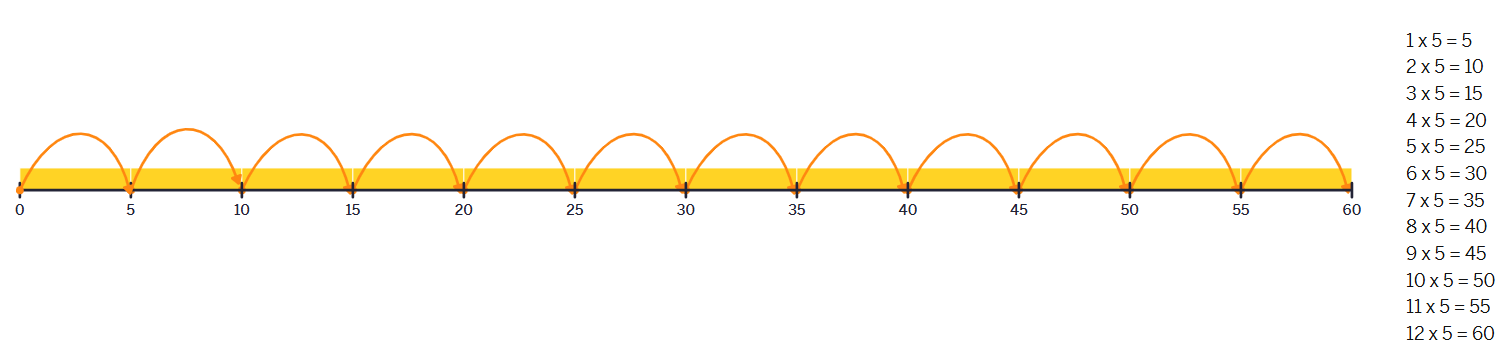 0 5 10 15 20 25 30 35 40 45 50 55 60
1 x 5 = 5
2 x 5 = 10
3 x 5 = 15
4 x 5 = 20
5 x 5 = 25
6 x 5 = 30
7 x 5 = 35
8 x 5 = 40
9 x 5 = 45
10 x 5 = 50
11 x 5 = 55
12 x 5 = 60